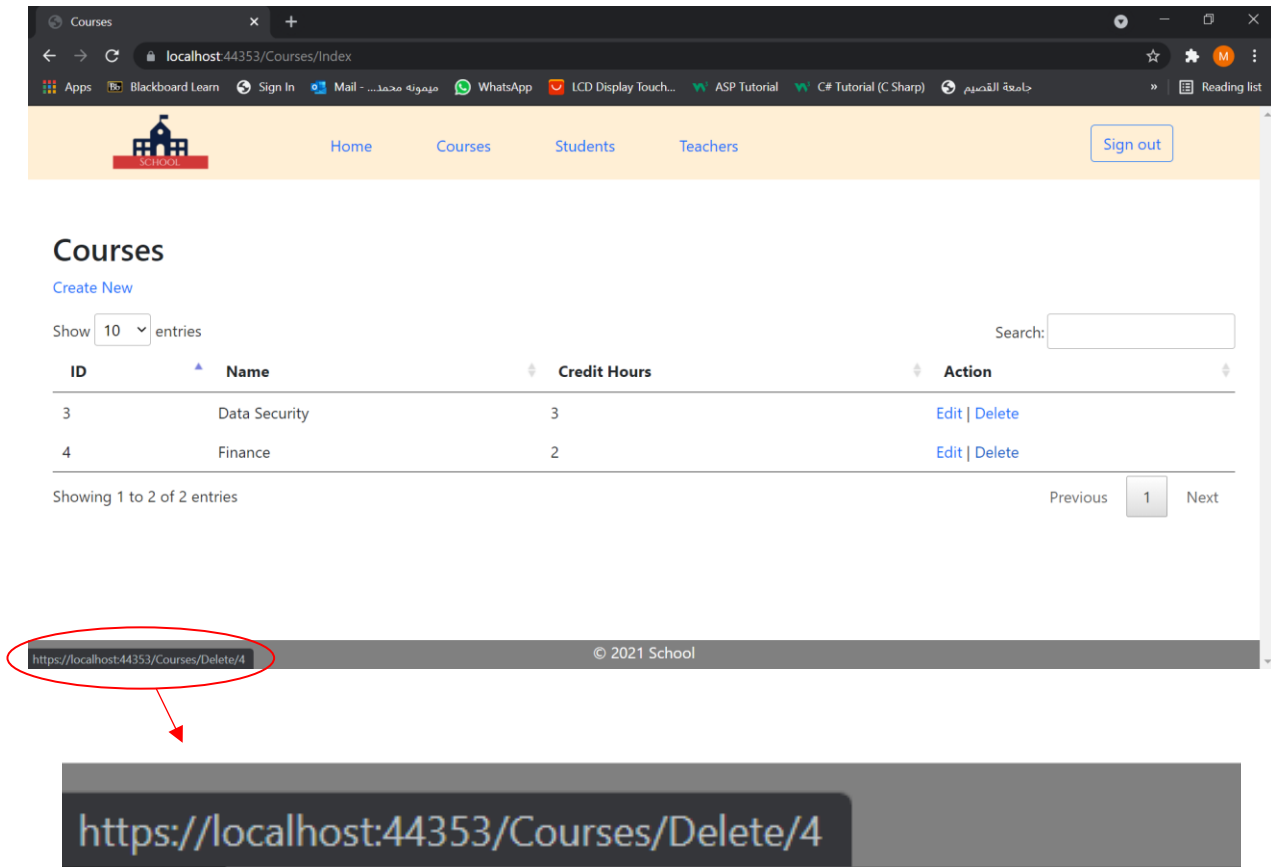 Courses
localhost:44353/Courses/Index
M
Apps Bb Blackboard Learn Sign In Mail - ...ميمونه محمد WhatsApp LCD Display Touch... ASP Tutorial C# Tutorial (C Sharp) جامعة القصيم » Reading list
SCHOOL
Home Courses Students Teachers Sign out
Courses
Create New
Show 10 entries Search:
ID Name Credit Hours Action
3 Data Security 3 Edit | Delete
4 Finance 2 Edit | Delete
Showing 1 to 2 of 2 entries Previous 1 Next
https://localhost:44353/Courses/Delete/4 © 2021 School
https://localhost:44353/Courses/Delete/4